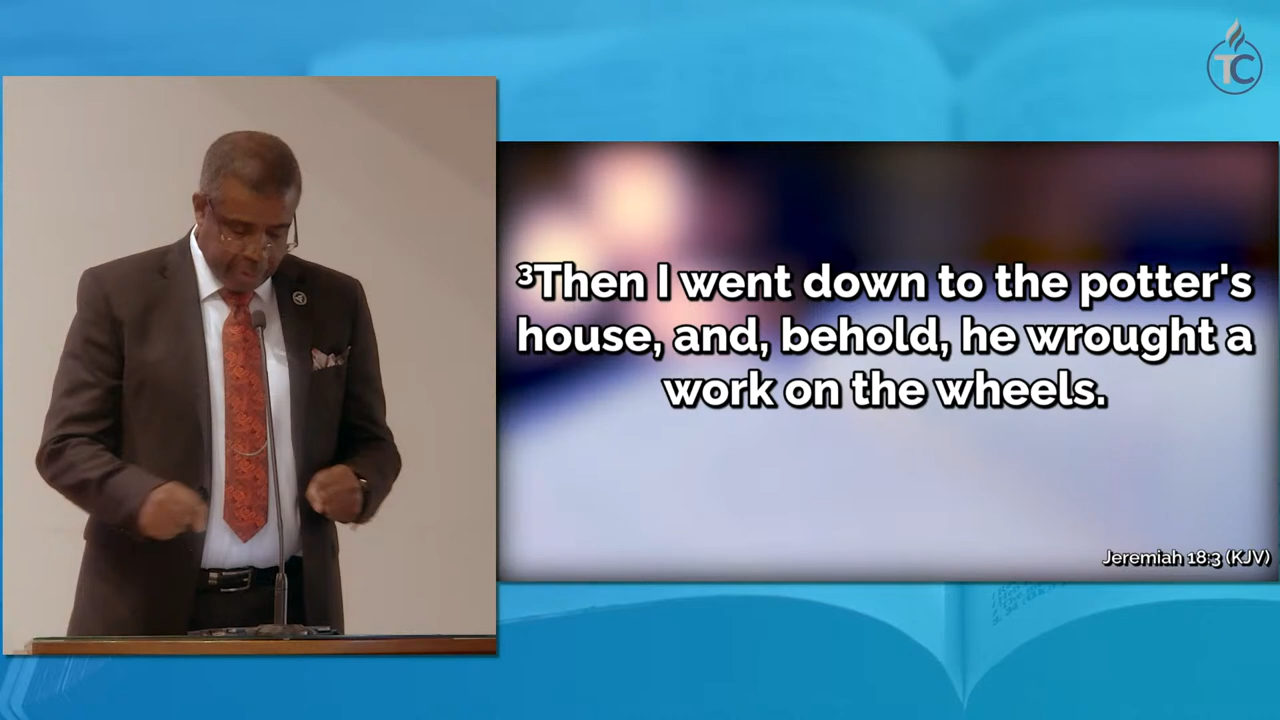 TC
³Then I went down to the potter's
house, and, behold, he wrought a
work on the wheels.
Jeremiah 18:3 (KJV)